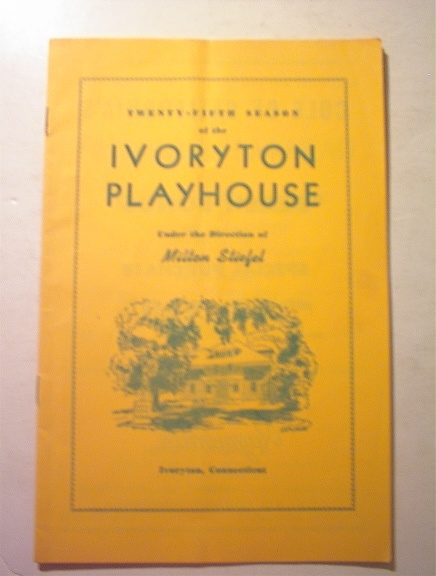 TWENTY-FIFTH SEASON
of the
IVORYTON
PLAYHOUSE
Under the Direction of
Milton Stiefel
Ivoryton, Connecticut